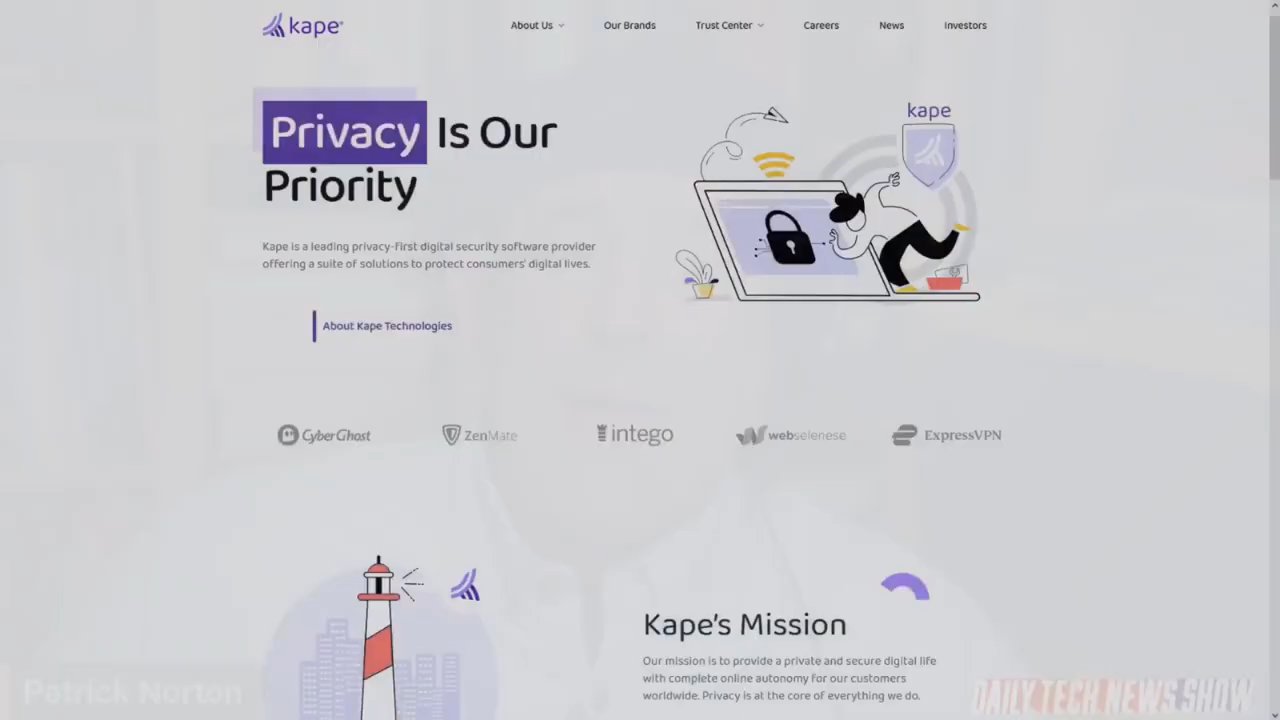 kape
About Us
Our Brands
Trust Center
Careers
News
Investors
Privacy Is Our
Priority
kape
Kape is a leading privacy-first digital security software provider
offering a suite of solutions to protect consumers' digital lives.
About Kape Technologies
CyberGhost
ZenMate
intego
webselenese
ExpressVPN
Kape's Mission
Our mission is to provide a private and secure digital life
with complete online autonomy for our customers
worldwide. Privacy is at the core of everything we do.
Patrick Norton
DAILY TECH NEWS SHOW